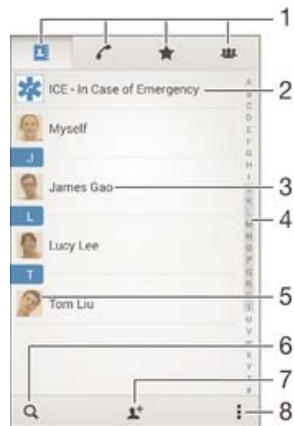 1
ICE - In Case of Emergency
2
Myself
J
James Gao
3
4
L
Lucy Lee
T
Tom Liu
5
6
7
8
A
B
C
D
E
F
G
H
I
J
K
L
M
N
O
P
Q
R
S
T
U
V
W
X
Y
Z
#